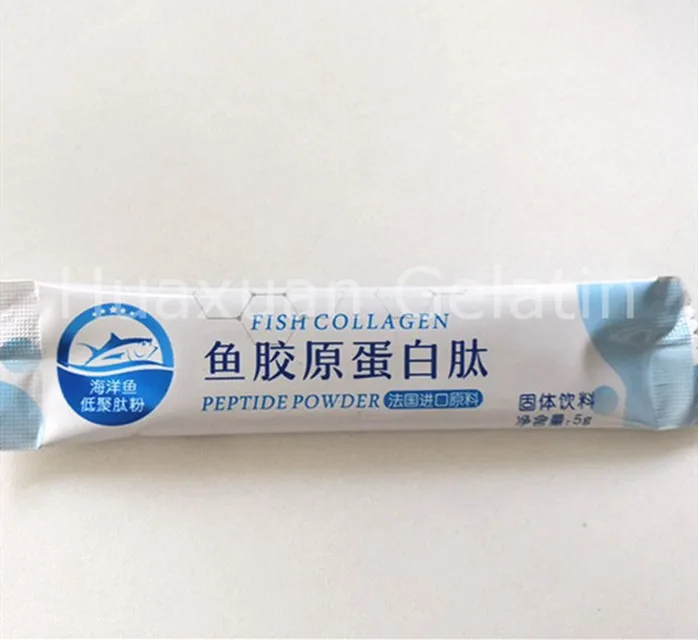 Huaxuan Gelatin
FISH COLLAGEN
鱼胶原蛋白肽
PEPTIDE POWDER 法国进口原料
海洋鱼
低聚肽粉
固体饮料
净含量:5g